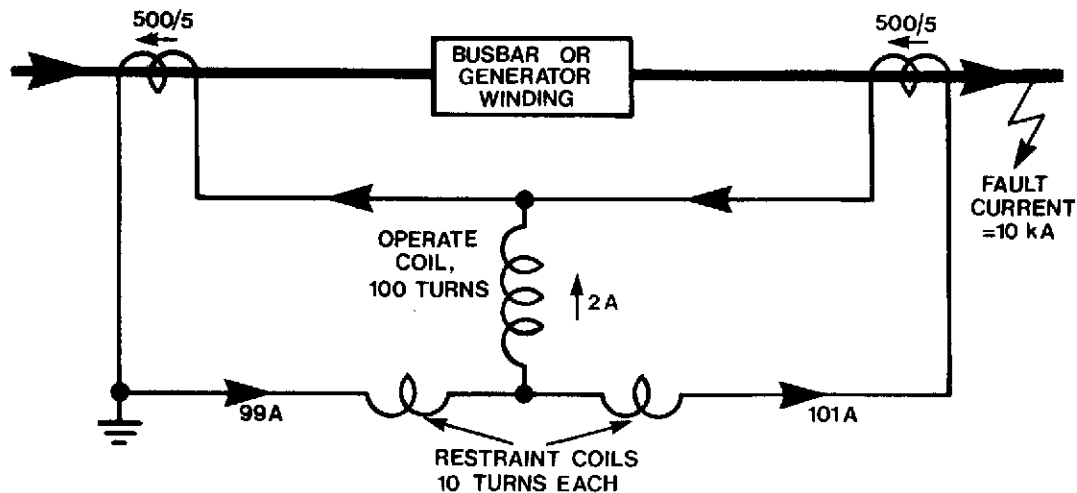 500/5
500/5
BUSBAR OR
GENERATOR
WINDING
FAULT
CURRENT
=10 kA
OPERATE
COIL,
100 TURNS
2A
99A
101A
RESTRAINT COILS
10 TURNS EACH